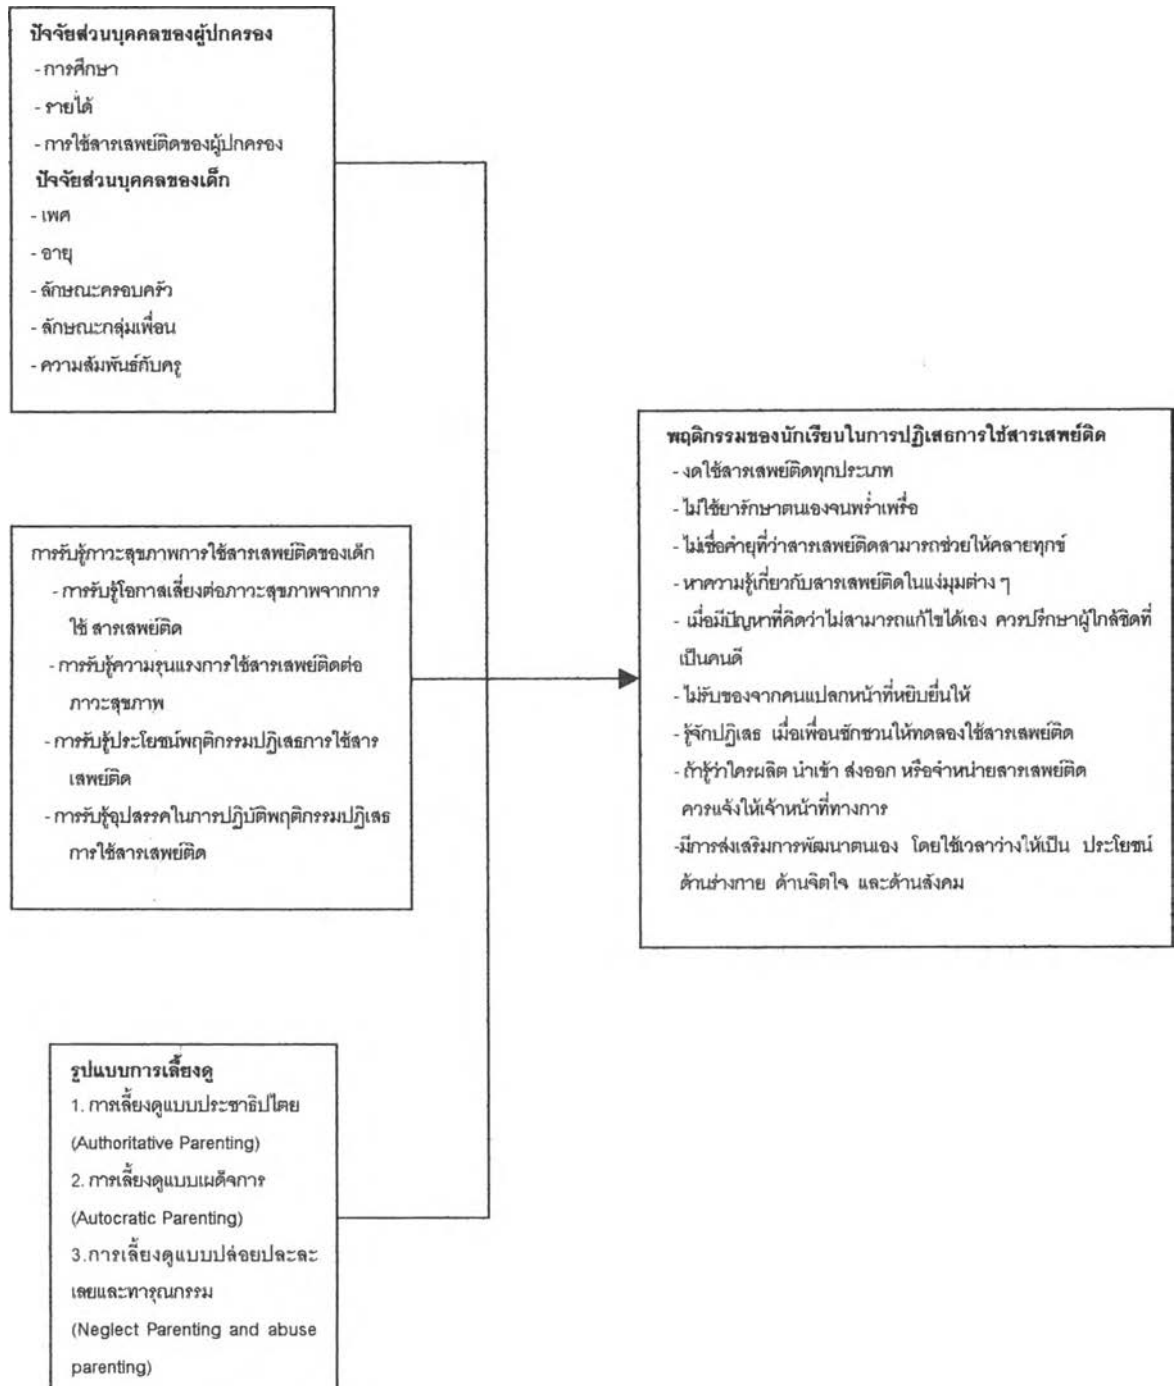 ปัจจัยส่วนบุคคลของผู้ปกครอง
- การศึกษา
- รายได้
- การใช้สารเสพย์ติดของผู้ปกครอง
ปัจจัยส่วนบุคคลของเด็ก
- เพศ
- อายุ
- ลักษณะครอบครัว
- ลักษณะกลุ่มเพื่อน
- ความสัมพันธ์กับครู
การรับรู้ภาวะสุขภาพการใช้สารเสพย์ติดของเด็ก
- การรับรู้โอกาสเสี่ยงต่อภาวะสุขภาพจากการ
ใช้ สารเสพย์ติด
- การรับรู้ความรุนแรงการใช้สารเสพย์ติดต่อ
ภาวะสุขภาพ
- การรับรู้ประโยชน์พฤติกรรมปฏิเสธการใช้สาร
เสพย์ติด
- การรับรู้อุปสรรคในการปฏิบัติพฤติกรรมปฏิเสธ
การใช้สารเสพย์ติด
รูปแบบการเลี้ยงดู
1. การเลี้ยงดูแบบประชาธิปไตย
(Authoritative Parenting)
2. การเลี้ยงดูแบบเผด็จการ
(Autocratic Parenting)
3.การเลี้ยงดูแบบปล่อยปละละ
เลยและทารุณกรรม
(Neglect Parenting and abuse
parenting)
พฤติกรรมของนักเรียนในการปฏิเสธการใช้สารเสพย์ติด
- งดใช้สารเสพย์ติดทุกประเภท
- ไม่ใช้ยารักษาตนเองจนพร่ำเพรื่อ
- ไม่เชื่อคำยุที่ว่าสารเสพย์ติดสามารถช่วยให้คลายทุกข์
- หาความรู้เกี่ยวกับสารเสพย์ติดในแง่มุมต่าง ๆ
- เมื่อมีปัญหาที่คิดว่าไม่สามารถแก้ไขได้เอง ควรปรึกษาผู้ใกล้ชิดที่
เป็นคนดี
- ไม่รับของจากคนแปลกหน้าที่หยิบยื่นให้
- รู้จักปฏิเสธ เมื่อเพื่อนชักชวนให้ทดลองใช้สารเสพย์ติด
- ถ้ารู้ว่าใครผลิต นำเข้า ส่งออก หรือจำหน่ายสารเสพย์ติด
ควรแจ้งให้เจ้าหน้าที่ทางการ
-มีการส่งเสริมการพัฒนาตนเอง โดยใช้เวลาว่างให้เป็น ประโยชน์
ด้านร่างกาย ด้านจิตใจ และด้านสังคม